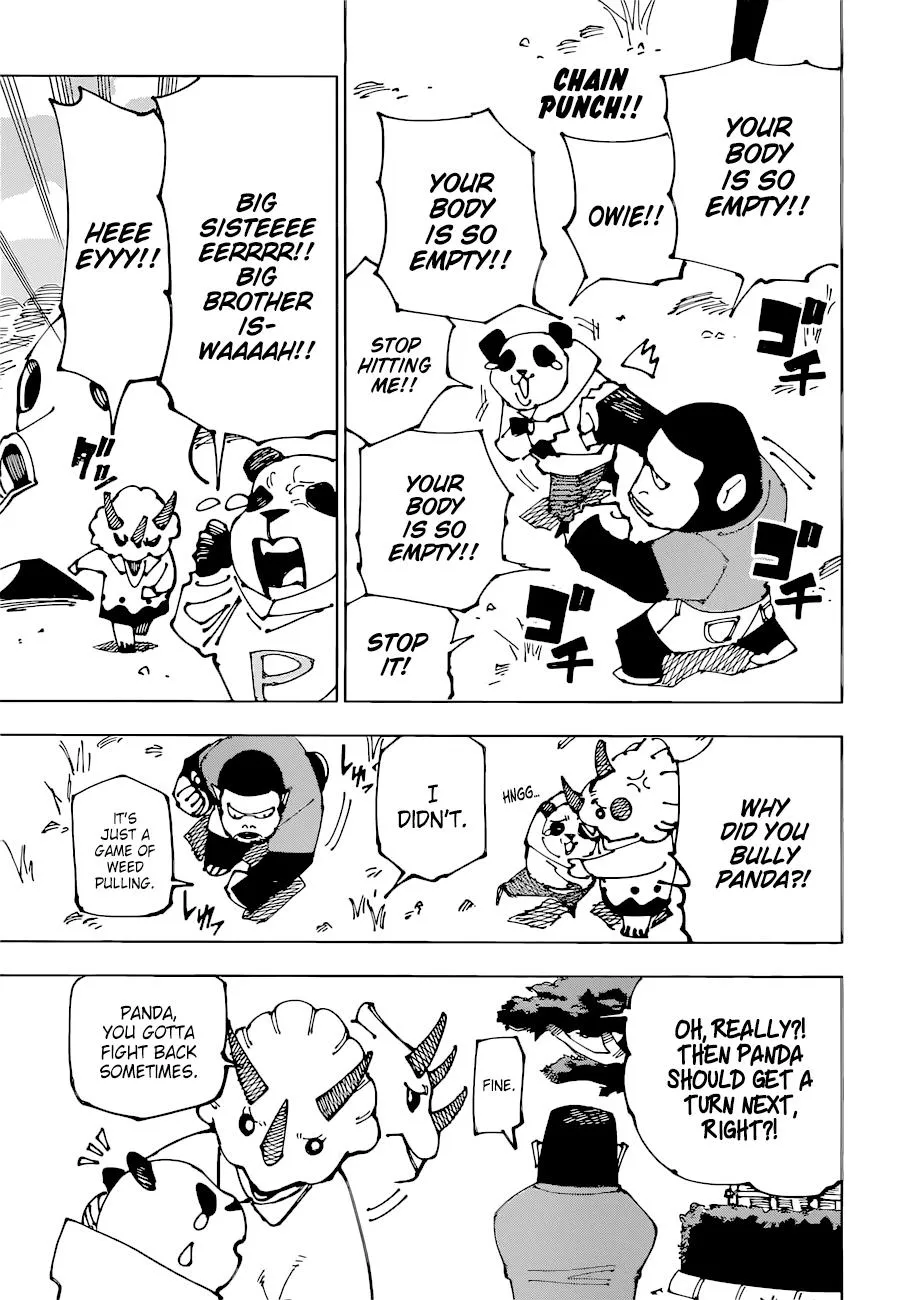 YOUR
BODY
IS SO
EMPTY!!
CHAIN
PUNCH!!
OWIE!!
YOUR
BODY
IS SO
EMPTY!!
STOP
HITTING
ME!!
YOUR
BODY
IS SO
EMPTY!!
STOP
IT!
ゴチ
ゴチ
ゴチ
BIG
SISTEEEE
EERRRR!!
BIG
BROTHER
IS-
WAAAAH!!
HEEE
EYYY!!
P
WHY
DID YOU
BULLY
PANDA?!
HNGG...
I
DIDN'T.
IT'S
JUST A
GAME OF
WEED
PULLING.
OH, REALLY?!
THEN PANDA
SHOULD GET A
TURN NEXT,
RIGHT?!
FINE.
PANDA,
YOU GOTTA
FIGHT BACK
SOMETIMES.